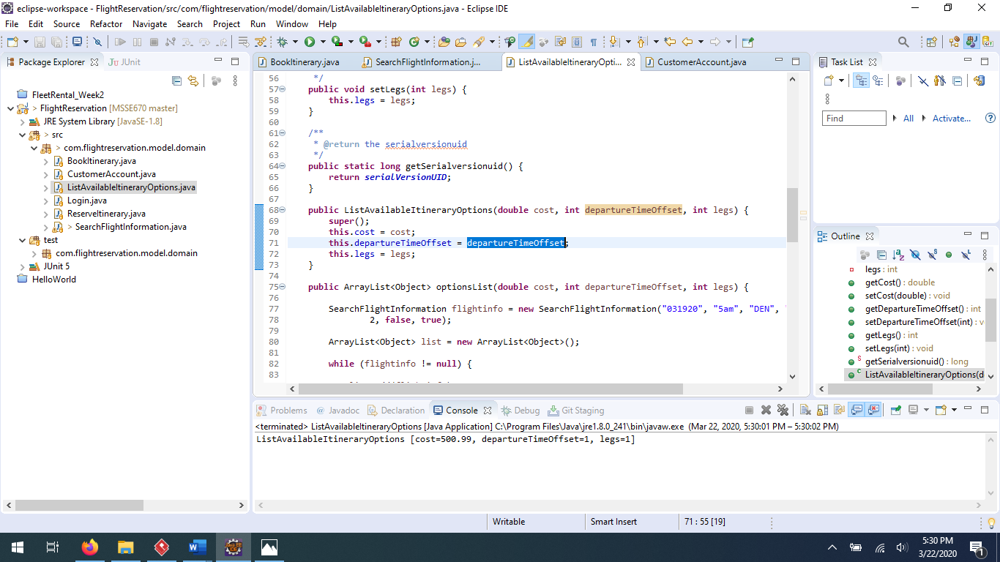 eclipse-workspace - FlightReservation/src/com/flightreservation/model/domain/ListAvailableItineraryOptions.java - Eclipse IDE
File Edit Source Refactor Navigate Search Project Run Window Help
Package Explorer JUnit
FleetRental_Week2
> FlightReservation [MSSE670 master]
JRE System Library [JavaSE-1.8]
> src
> com.flightreservation.model.domain
BookItinerary.java
CustomerAccount.java
ListAvailableItineraryOptions.java
Login.java
ReserveItinerary.java
> SearchFlightInformation.java
test
com.flightreservation.model.domain
JUnit 5
HelloWorld
BookItinerary.java SearchFlightInformation.j... ListAvailableItineraryOpti... CustomerAccount.java
56 */
57 public void setLegs(int legs) {
58 this.legs = legs;
59 }
60
61 /**
62 * @return the serialversionuid
63 */
64 public static long getSerialversionuid() {
65 return serialVersionUID;
66 }
67
68 public ListAvailableItineraryOptions(double cost, int departureTimeOffset, int legs) {
69 super();
70 this.cost = cost;
71 this.departureTimeOffset = departureTimeOffset;
72 this.legs = legs;
73 }
74
75 public ArrayList<Object> optionsList(double cost, int departureTimeOffset, int legs) {
76
77 SearchFlightInformation flightinfo = new SearchFlightInformation("031920", "5am", "DEN", "
78 2, false, true);
79
80 ArrayList<Object> list = new ArrayList<Object>();
81
82 while (flightinfo != null) {
83
Task List
Find All Activate...
Outline
legs : int
getCost() : double
setCost(double) : void
getDepartureTimeOffset() : int
setDepartureTimeOffset(int) : v
getLegs() : int
setLegs(int) : void
getSerialversionuid() : long
ListAvailableItineraryOptions(d
Problems @ Javadoc Declaration Console Debug Git Staging
<terminated> ListAvailableItineraryOptions [Java Application] C:\Program Files\Java\jre1.8.0_241\bin\javaw.exe (Mar 22, 2020, 5:30:01 PM – 5:30:02 PM)
ListAvailableItineraryOptions [cost=500.99, departureTimeOffset=1, legs=1]
Writable Smart Insert 71 : 55 [19]
5:30 PM
3/22/2020
1